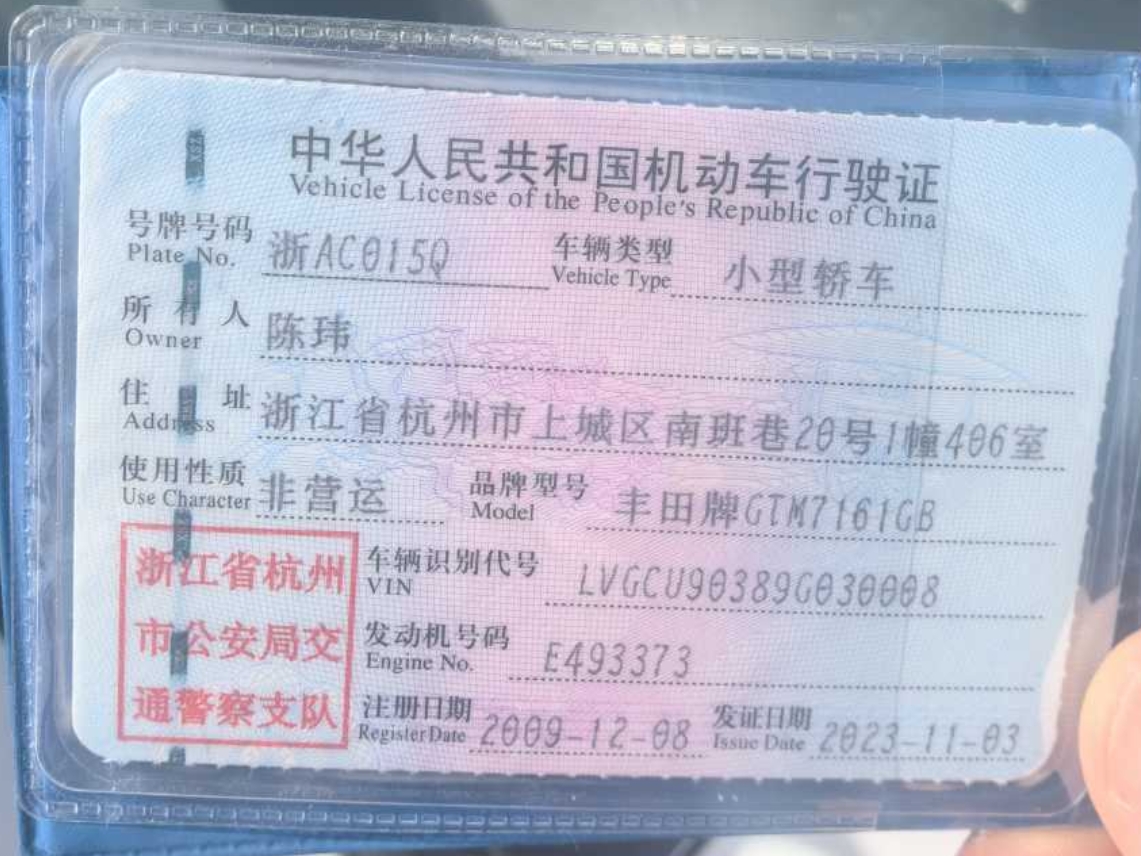 中华人民共和国机动车行驶证
Vehicle License of the People's Republic of China
号牌号码 浙AC015Q 车辆类型 小型轿车
Plate No. Vehicle Type
所有人 陈玮
Owner
住址 浙江省杭州市上城区南班巷20号1幢406室
Address
使用性质 非营运 品牌型号 丰田牌GTM7161GB
Use Character Model
浙江省杭州 车辆识别代号 LVGCU90389G030008
VIN
市公安局交 发动机号码 E493373
Engine No.
通警察支队 注册日期 2009-12-08 发证日期 2023-11-03
Register Date Issue Date